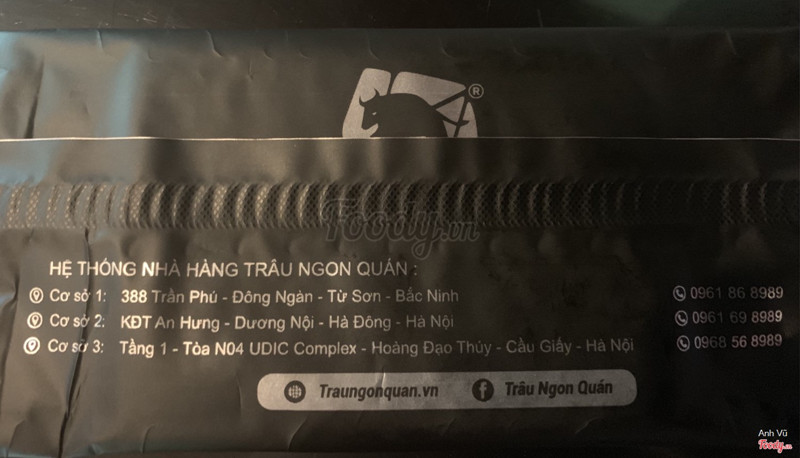 ®
Foody.vn
HỆ THỐNG NHÀ HÀNG TRÂU NGON QUÁN :
Cơ sở 1: 388 Trần Phú - Đông Ngàn - Từ Sơn - Bắc Ninh 0961 86 8989
Cơ sở 2: KĐT An Hưng - Dương Nội - Hà Đông - Hà Nội 0961 69 8989
Cơ sở 3: Tầng 1 - Tòa N04 UDIC Complex - Hoàng Đạo Thúy - Cầu Giấy - Hà Nội 0968 56 8989
Traungonquan.vn Trâu Ngon Quán
Anh Vũ
Foody.vn